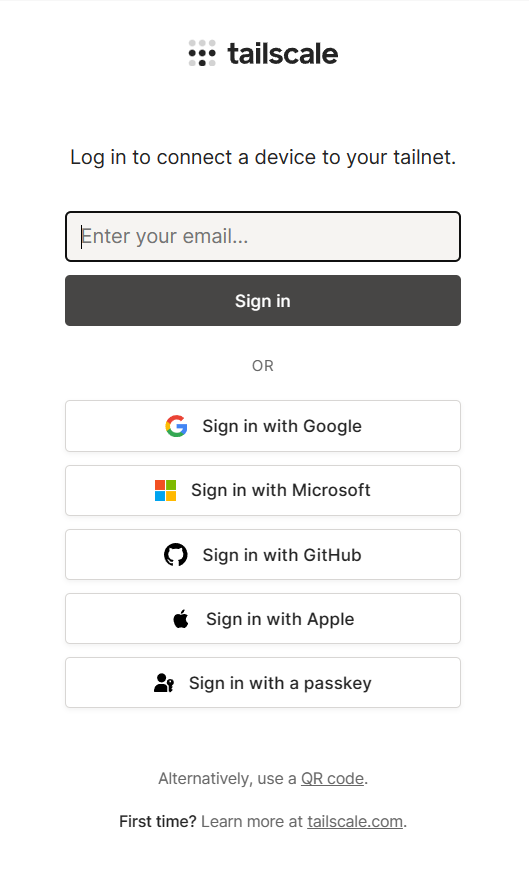 tailscale
Log in to connect a device to your tailnet.
Enter your email...
Sign in
OR
Sign in with Google
Sign in with Microsoft
Sign in with GitHub
Sign in with Apple
Sign in with a passkey
Alternatively, use a QR code.
First time? Learn more at tailscale.com.